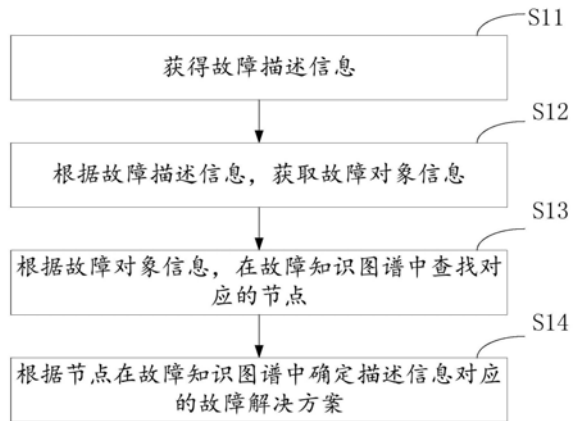 S11
获得故障描述信息
S12
根据故障描述信息，获取故障对象信息
S13
根据故障对象信息，在故障知识图谱中查找对
应的节点
S14
根据节点在故障知识图谱中确定描述信息对应
的故障解决方案